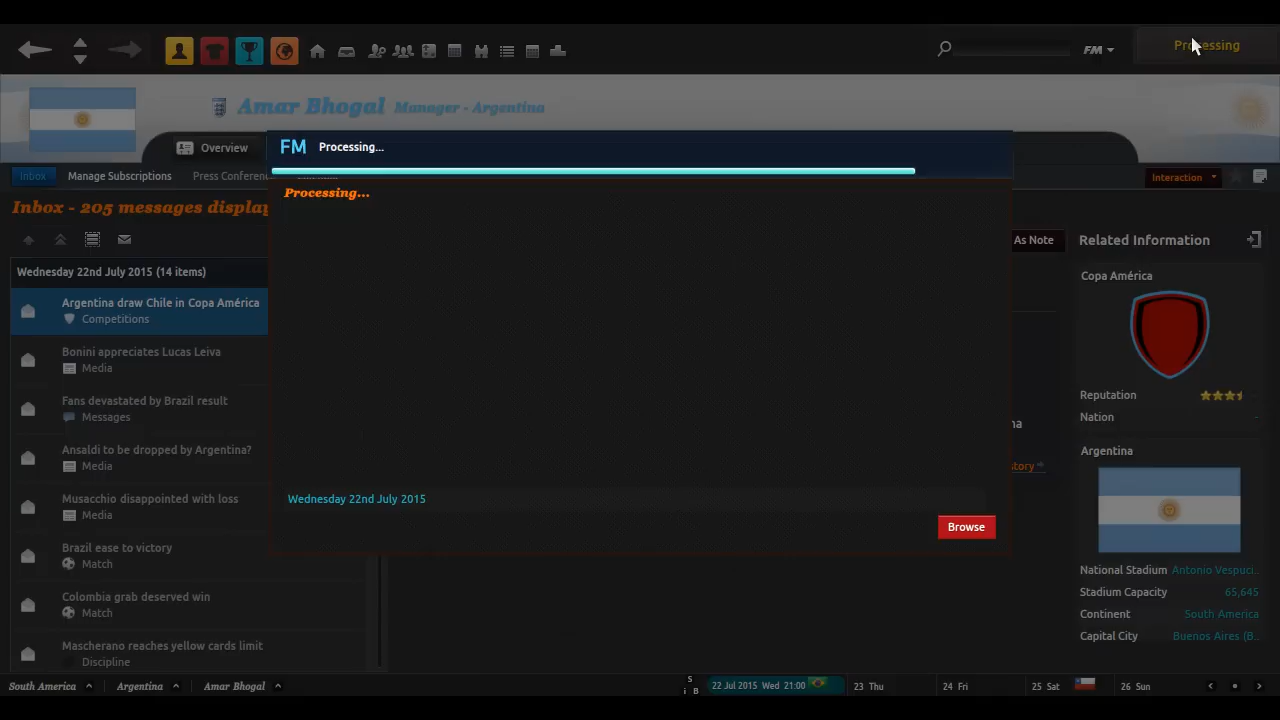 FM
Processing
Amar Bhogal Manager - Argentina
Overview
Inbox
Manage Subscriptions
Press Conferen
Interaction
FM
Processing...
Processing...
Wednesday 22nd July 2015
Browse
Inbox - 205 messages display
Wednesday 22nd July 2015 (14 items)
Argentina draw Chile in Copa América
Competitions
Bonini appreciates Lucas Leiva
Media
Fans devastated by Brazil result
Messages
Ansaldi to be dropped by Argentina?
Media
Musacchio disappointed with loss
Media
Brazil ease to victory
Match
Colombia grab deserved win
Match
Mascherano reaches yellow cards limit
Discipline
As Note
na
story
Related Information
Copa América
Reputation
Nation -
Argentina
National Stadium Antonio Vespuci..
Stadium Capacity 65,645
Continent South America
Capital City Buenos Aires (B..
South America
Argentina
Amar Bhogal
S
i B
22 Jul 2015 Wed 21:00
23 Thu
24 Fri
25 Sat
26 Sun